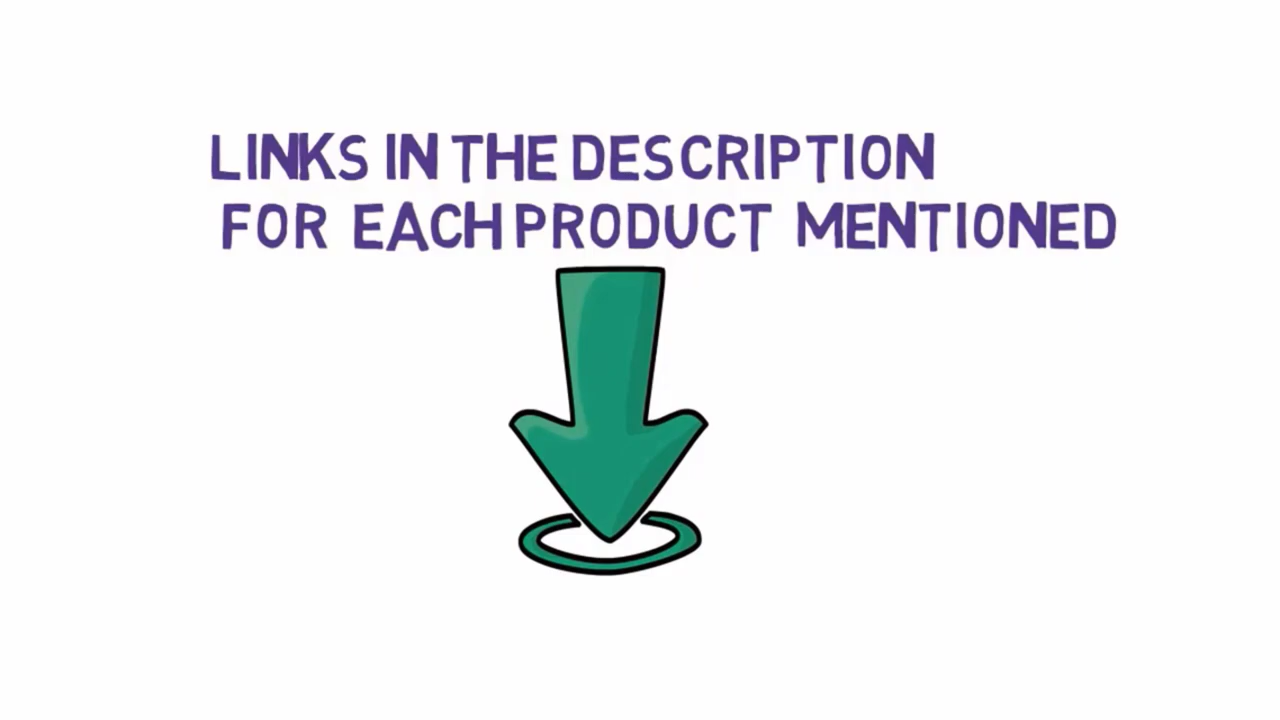 LINKS IN THE DESCRIPTION
FOR EACH PRODUCT MENTIONED